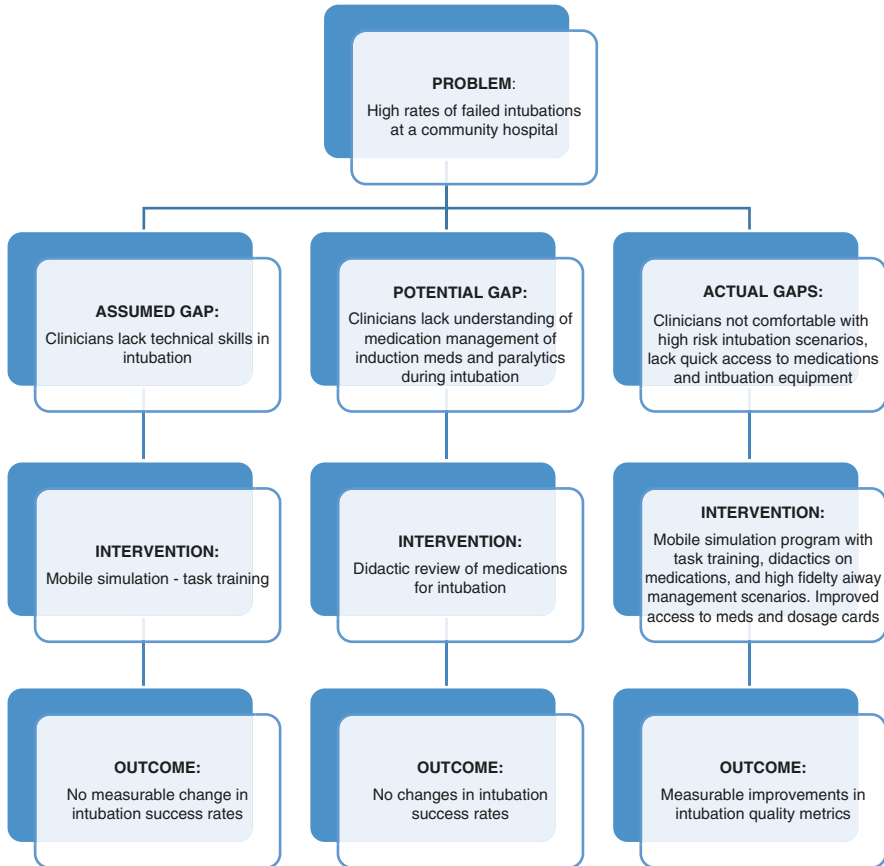 PROBLEM:
High rates of failed intubations
at a community hospital
ASSUMED GAP:
Clinicians lack technical skills in
intubation
POTENTIAL GAP:
Clinicians lack understanding of
medication management of
induction meds and paralytics
during intubation
ACTUAL GAPS:
Clinicians not comfortable with
high risk intubation scenarios,
lack quick access to medications
and intbuation equipment
INTERVENTION:
Mobile simulation - task training
INTERVENTION:
Didactic review of medications
for intubation
INTERVENTION:
Mobile simulation program with
task training, didactics on
medications, and high fidelty aiway
management scenarios. Improved
access to meds and dosage cards
OUTCOME:
No measurable change in
intubation success rates
OUTCOME:
No changes in intubation
success rates
OUTCOME:
Measurable improvements in
intubation quality metrics